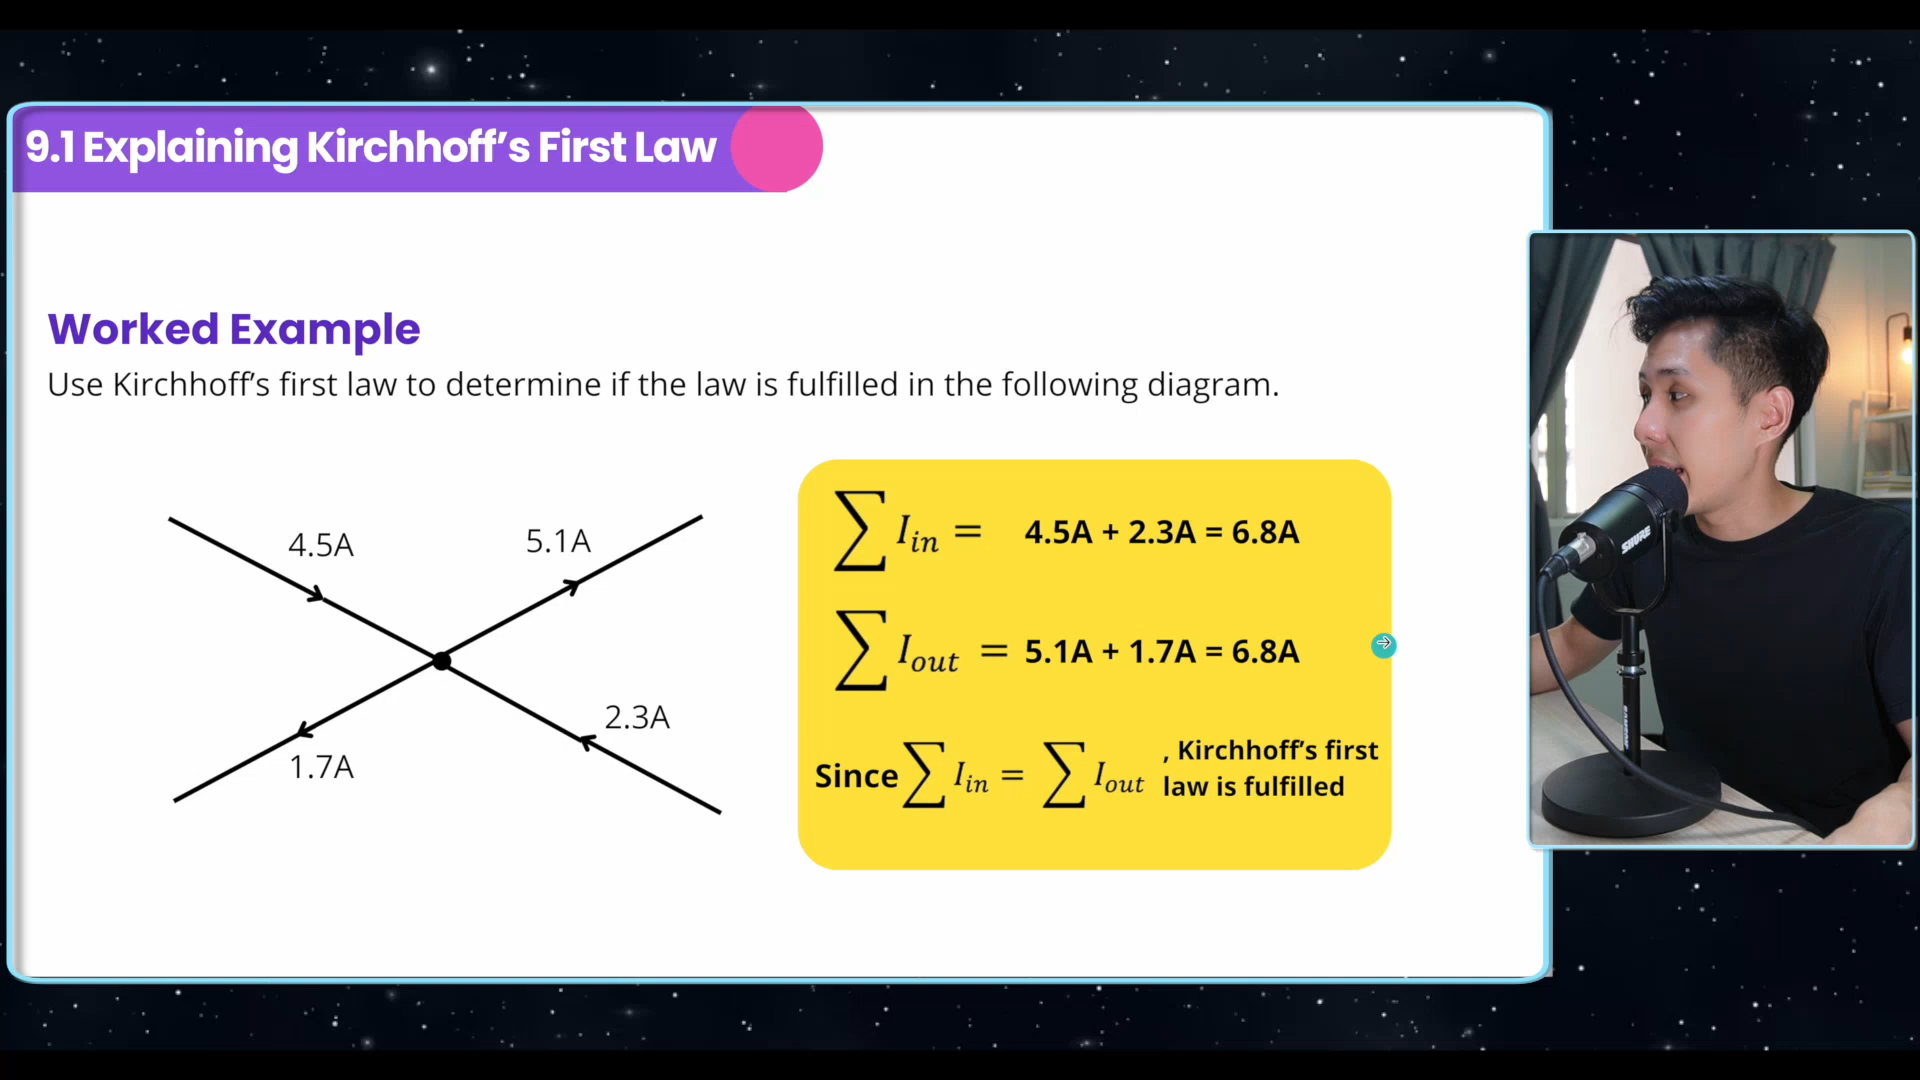 9.1 Explaining Kirchhoff’s First Law
Worked Example
Use Kirchhoff’s first law to determine if the law is fulfilled in the following diagram.
4.5A
5.1A
1.7A
2.3A
∑ I_in = 4.5A + 2.3A = 6.8A
∑ I_out = 5.1A + 1.7A = 6.8A
Since ∑ I_in = ∑ I_out , Kirchhoff’s first
law is fulfilled
SHURE